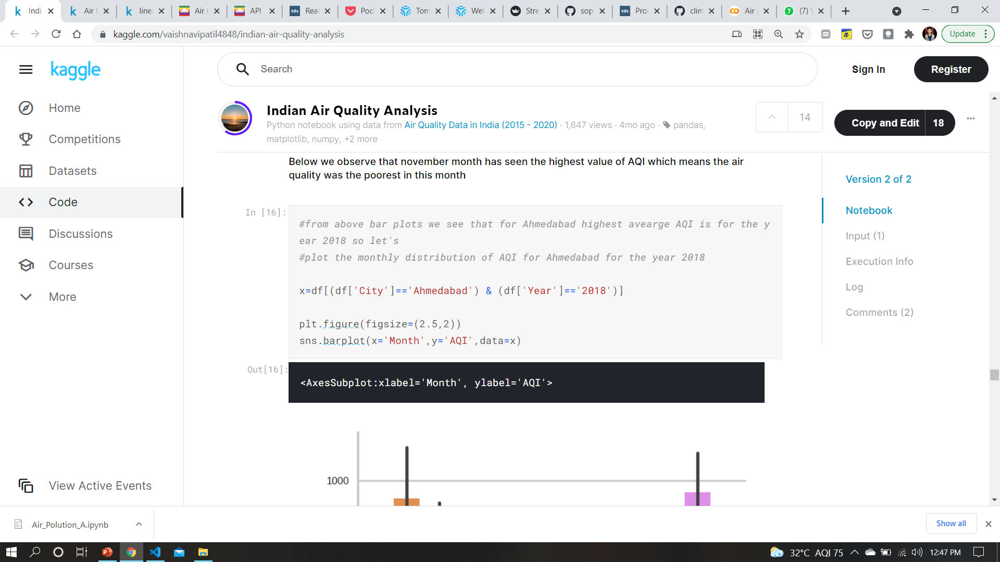 Indi
Air P
linea
Air C
API
Real
Pock
Tom
Wel
Stre
sop
Proc
clim
Air p
(7) W
kaggle.com/vaishnavipatil4848/indian-air-quality-analysis
Update
kaggle
Search
Sign In
Register
Home
Competitions
Datasets
Code
Discussions
Courses
More
View Active Events
Indian Air Quality Analysis
Python notebook using data from Air Quality Data in India (2015 - 2020) · 1,647 views · 4mo ago · pandas,
matplotlib, numpy, +2 more
14
Copy and Edit 18
Below we observe that november month has seen the highest value of AQI which means the air
quality was the poorest in this month
In [16]:
#from above bar plots we see that for Ahmedabad highest avearge AQI is for the y
ear 2018 so let's
#plot the monthly distribution of AQI for Ahmedabad for the year 2018
x=df[(df['City']=='Ahmedabad') & (df['Year']=='2018')]
plt.figure(figsize=(2.5,2))
sns.barplot(x='Month',y='AQI',data=x)
Out[16]:
<AxesSubplot:xlabel='Month', ylabel='AQI'>
1000
Version 2 of 2
Notebook
Input (1)
Execution Info
Log
Comments (2)
Air_Polution_A.ipynb
Show all
32°C AQI 75
12:47 PM